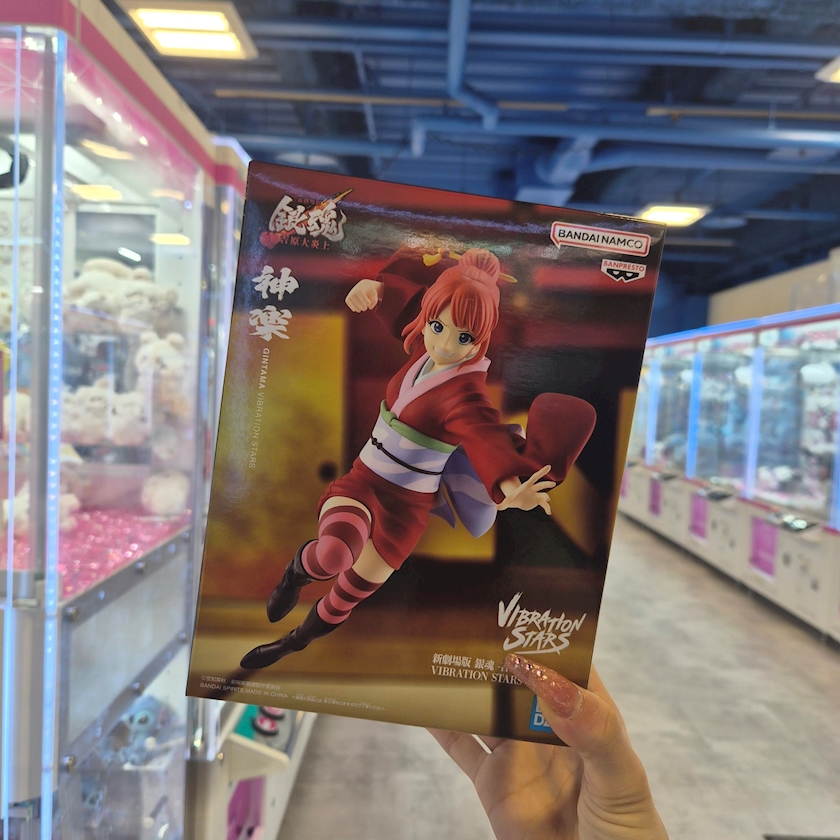 銀魂
吉原大炎上
BANDAI NAMCO
BANPRESTO
神楽
GINTAMA VIBRATION STARS
VIBRATION
STARS
新劇場版 銀魂
VIBRATION STARS
BANDAI SPIRITS MADE IN CHINA